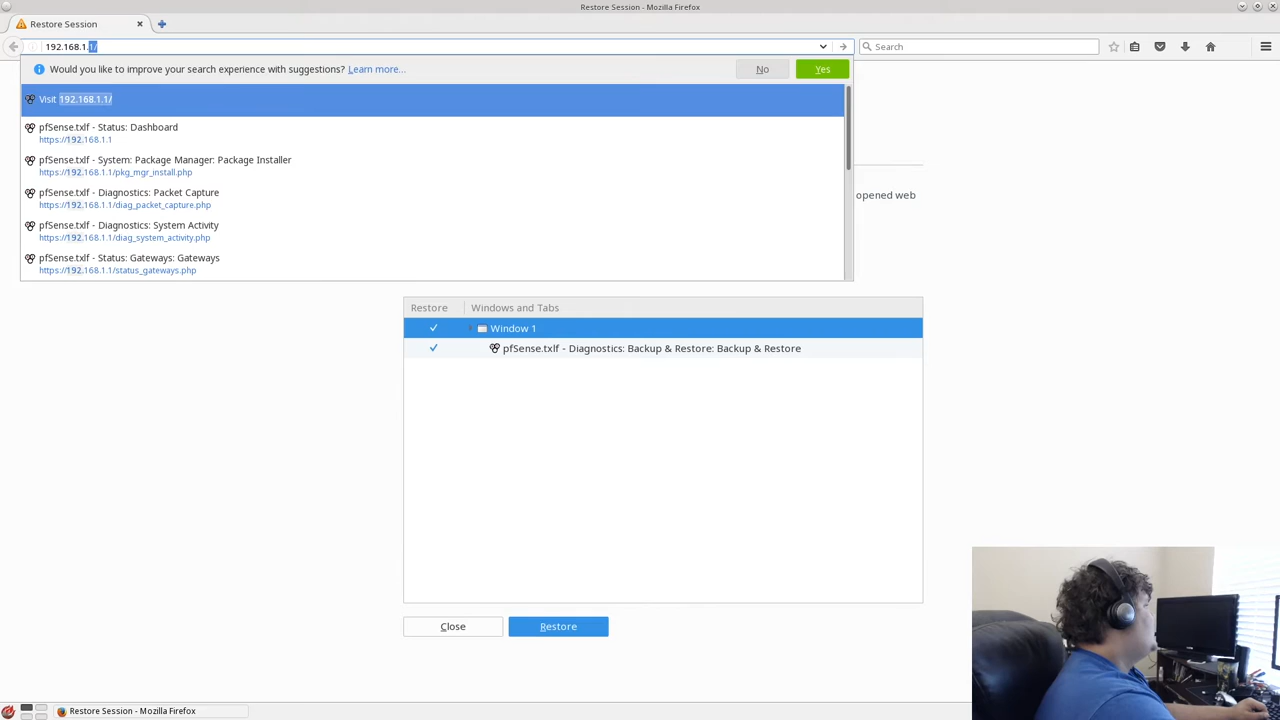 Restore Session - Mozilla Firefox
Restore Session
192.168.1.1/
Search
Would you like to improve your search experience with suggestions? Learn more…
No
Yes
Visit 192.168.1.1/
pfSense.txlf - Status: Dashboard
https://192.168.1.1
pfSense.txlf - System: Package Manager: Package Installer
https://192.168.1.1/pkg_mgr_install.php
pfSense.txlf - Diagnostics: Packet Capture
https://192.168.1.1/diag_packet_capture.php
opened web
pfSense.txlf - Diagnostics: System Activity
https://192.168.1.1/diag_system_activity.php
pfSense.txlf - Status: Gateways: Gateways
https://192.168.1.1/status_gateways.php
Restore
Windows and Tabs
Window 1
pfSense.txlf - Diagnostics: Backup & Restore: Backup & Restore
Close
Restore
Restore Session - Mozilla Firefox